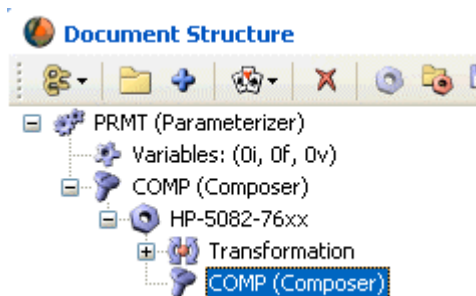 Document Structure
PRMT (Parameterizer)
Variables: (0i, 0f, 0v)
COMP (Composer)
HP-5082-76xx
Transformation
COMP (Composer)